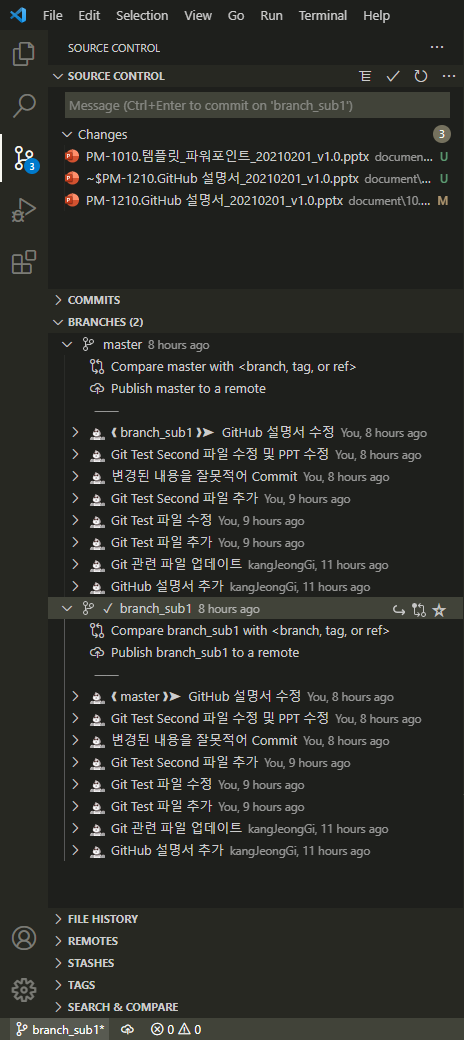 File Edit Selection View Go Run Terminal Help
SOURCE CONTROL
SOURCE CONTROL
Message (Ctrl+Enter to commit on 'branch_sub1')
Changes 3
PM-1010.템플릿_파워포인트_20210201_v1.0.pptx documen... U
~$PM-1210.GitHub 설명서_20210201_v1.0.pptx document\... U
PM-1210.GitHub 설명서_20210201_v1.0.pptx document\10.... M
3
COMMITS
BRANCHES (2)
master 8 hours ago
Compare master with <branch, tag, or ref>
Publish master to a remote
❰ branch_sub1 ❱➤ GitHub 설명서 수정 You, 8 hours ago
Git Test Second 파일 수정 및 PPT 수정 You, 8 hours ago
변경된 내용을 잘못적어 Commit You, 8 hours ago
Git Test Second 파일 추가 You, 9 hours ago
Git Test 파일 수정 You, 9 hours ago
Git Test 파일 추가 You, 9 hours ago
Git 관련 파일 업데이트 kangJeongGi, 11 hours ago
GitHub 설명서 추가 kangJeongGi, 11 hours ago
✓ branch_sub1 8 hours ago
Compare branch_sub1 with <branch, tag, or ref>
Publish branch_sub1 to a remote
❰ master ❱➤ GitHub 설명서 수정 You, 8 hours ago
Git Test Second 파일 수정 및 PPT 수정 You, 8 hours ago
변경된 내용을 잘못적어 Commit You, 8 hours ago
Git Test Second 파일 추가 You, 9 hours ago
Git Test 파일 수정 You, 9 hours ago
Git Test 파일 추가 You, 9 hours ago
Git 관련 파일 업데이트 kangJeongGi, 11 hours ago
GitHub 설명서 추가 kangJeongGi, 11 hours ago
FILE HISTORY
REMOTES
STASHES
TAGS
SEARCH & COMPARE
branch_sub1* 0 0